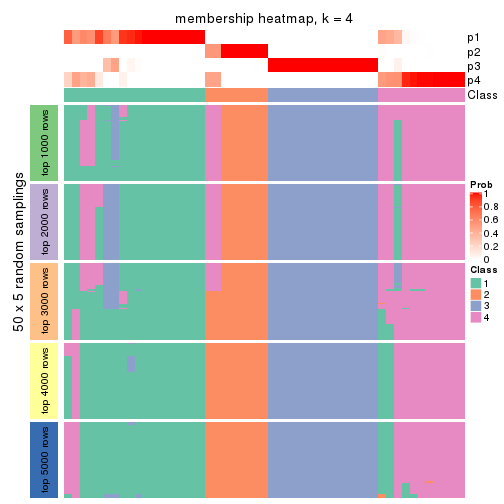 membership heatmap, k = 4
p1
p2
p3
p4
Class
50 x 5 random samplings
top 1000 rows
top 2000 rows
top 3000 rows
top 4000 rows
top 5000 rows
Prob
1
0.8
0.6
0.4
0.2
0
Class
1
2
3
4